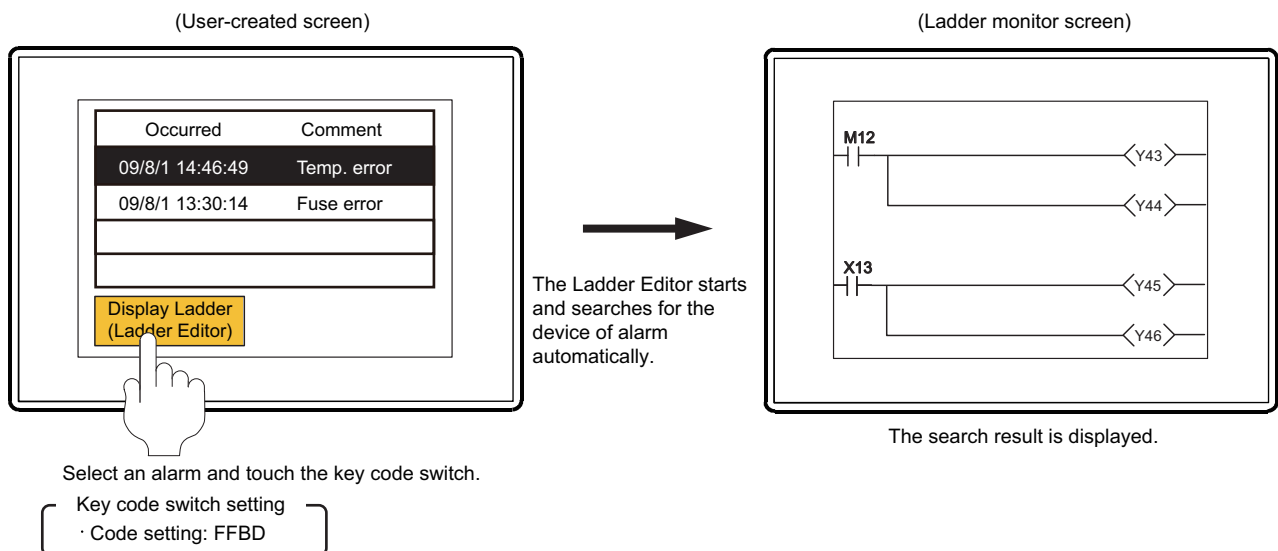 (User-created screen)
Occurred Comment
09/8/1 14:46:49 Temp. error
09/8/1 13:30:14 Fuse error
Display Ladder
(Ladder Editor)
Select an alarm and touch the key code switch.
Key code switch setting
· Code setting: FFBD
The Ladder Editor starts
and searches for the
device of alarm
automatically.
(Ladder monitor screen)
M12
Y43
Y44
X13
Y45
Y46
The search result is displayed.